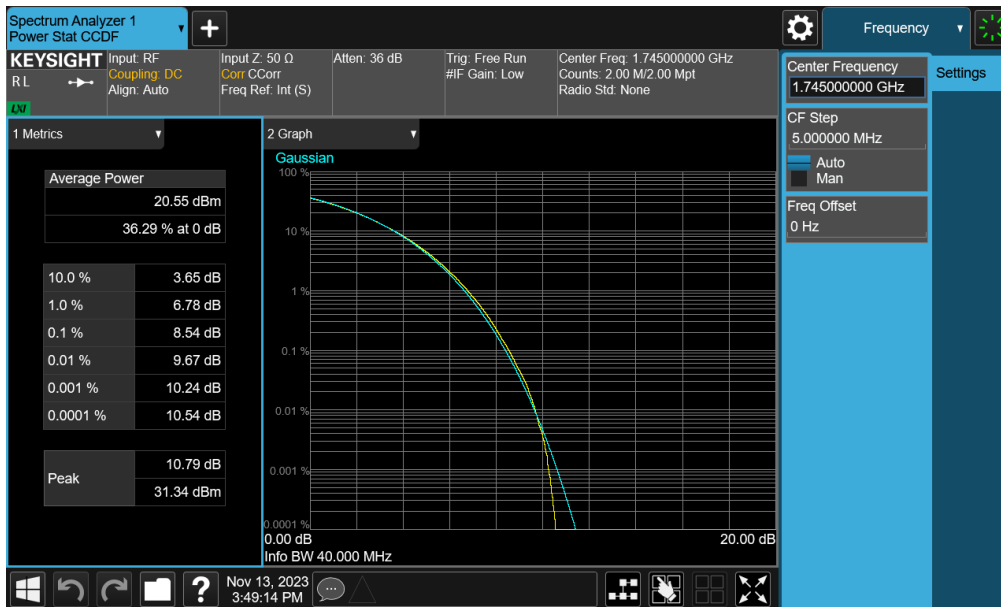 Spectrum Analyzer 1
Power Stat CCDF
Frequency
KEYSIGHT
RL
LXI
Input: RF
Coupling: DC
Align: Auto
Input Z: 50 Ω
Corr CCorr
Freq Ref: Int (S)
Atten: 36 dB
Trig: Free Run
#IF Gain: Low
Center Freq: 1.745000000 GHz
Counts: 2.00 M/2.00 Mpt
Radio Std: None
Center Frequency
1.745000000 GHz
Settings
CF Step
5.000000 MHz
Auto
Man
Freq Offset
0 Hz
1 Metrics
Average Power
20.55 dBm
36.29 % at 0 dB
10.0 % 3.65 dB
1.0 % 6.78 dB
0.1 % 8.54 dB
0.01 % 9.67 dB
0.001 % 10.24 dB
0.0001 % 10.54 dB
Peak
10.79 dB
31.34 dBm
2 Graph
Gaussian
100 %
10 %
1 %
0.1 %
0.01 %
0.001 %
0.0001 %
0.00 dB
20.00 dB
Info BW 40.000 MHz
?
Nov 13, 2023
3:49:14 PM